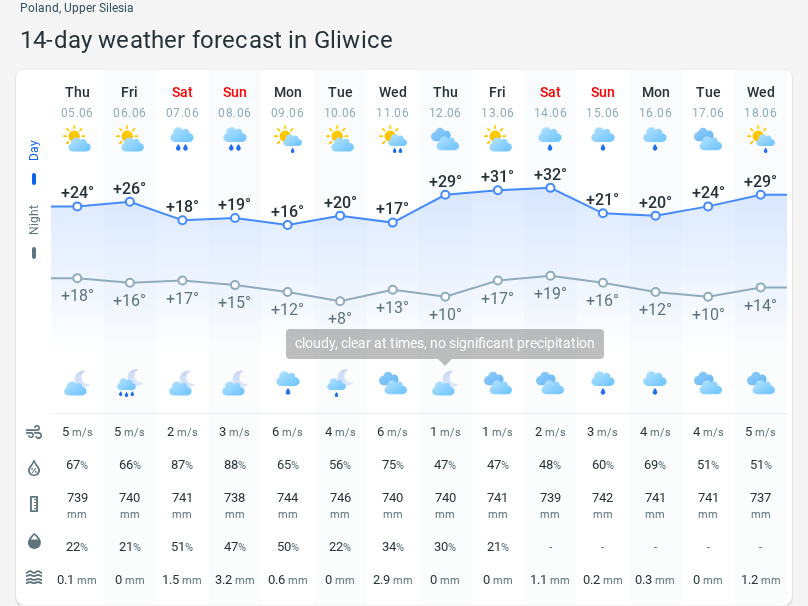 Poland, Upper Silesia
14-day weather forecast in Gliwice
Thu Fri Sat Sun Mon Tue Wed Thu Fri Sat Sun Mon Tue Wed
05.06 06.06 07.06 08.06 09.06 10.06 11.06 12.06 13.06 14.06 15.06 16.06 17.06 18.06
Day
+24° +26° +18° +19° +16° +20° +17° +29° +31° +32° +21° +20° +24° +29°
Night
+18° +16° +17° +15° +12° +8° +13° +10° +17° +19° +16° +12° +10° +14°
cloudy, clear at times, no significant precipitation
5 m/s 5 m/s 2 m/s 3 m/s 6 m/s 4 m/s 6 m/s 1 m/s 1 m/s 2 m/s 3 m/s 4 m/s 4 m/s 5 m/s
67% 66% 87% 88% 65% 56% 75% 47% 47% 48% 60% 69% 51% 51%
739 740 741 738 744 746 740 740 741 739 742 741 741 737
mm mm mm mm mm mm mm mm mm mm mm mm mm mm
22% 21% 51% 47% 50% 22% 34% 30% 21% - - - - -
0.1 mm 0 mm 1.5 mm 3.2 mm 0.6 mm 0 mm 2.9 mm 0 mm 0 mm 1.1 mm 0.2 mm 0.3 mm 0 mm 1.2 mm